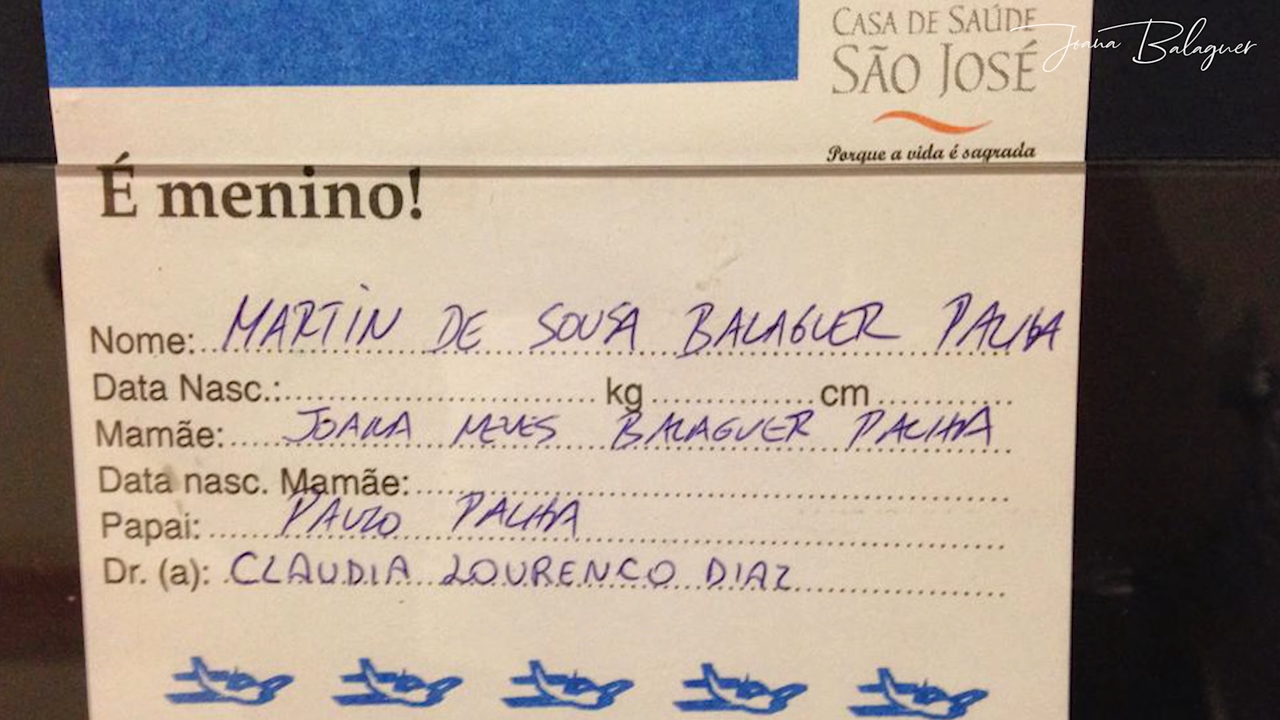 CASA DE SAÚDE
SÃO JOSÉ
Joana Balaguer
Porque a vida é sagrada
É menino!
Nome: MARTIN DE SOUSA BALAGUER PALHA
Data Nasc.: kg cm
Mamãe: JOANA NEVES BALAGUER PALHA
Data nasc. Mamãe:
Papai: PAULO PALHA
Dr. (a): CLAUDIA LOURENCO DIAZ